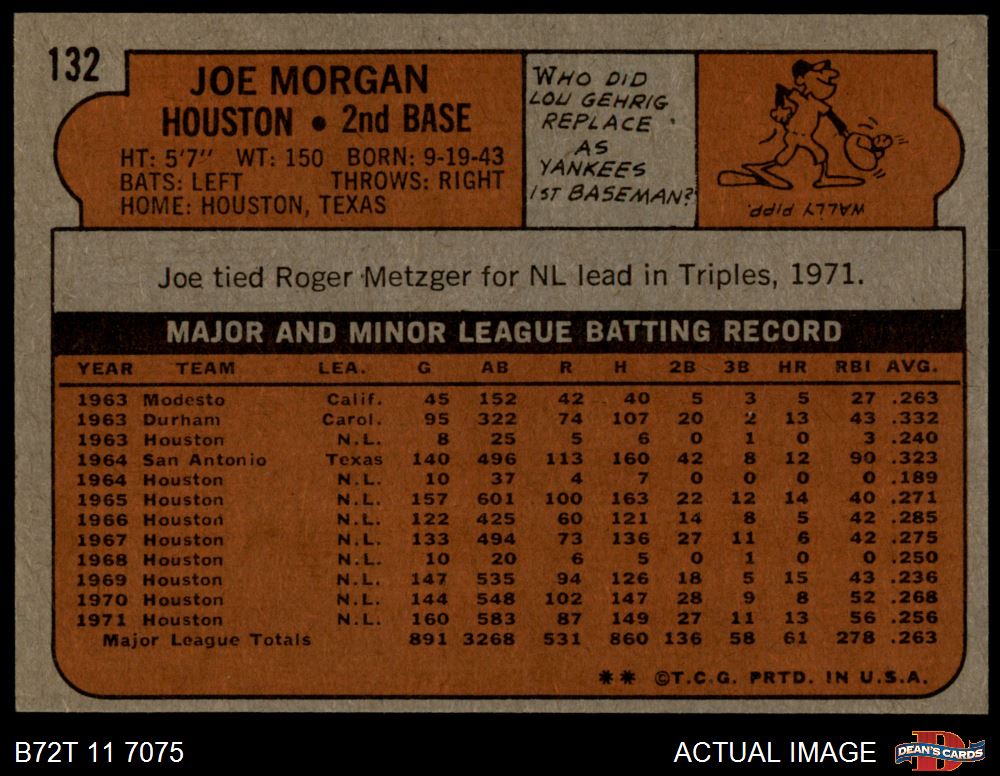 132
JOE MORGAN
HOUSTON • 2nd BASE
HT: 5'7" WT: 150 BORN: 9-19-43
BATS: LEFT THROWS: RIGHT
HOME: HOUSTON, TEXAS
WHO DID
LOU GEHRIG
REPLACE
AS
YANKEES
1ST BASEMAN?
WALLY PIPP.
Joe tied Roger Metzger for NL lead in Triples, 1971.
MAJOR AND MINOR LEAGUE BATTING RECORD
YEAR TEAM LEA. G AB R H 2B 3B HR RBI AVG.
1963 Modesto Calif. 45 152 42 40 5 3 5 27 .263
1963 Durham Carol. 95 322 74 107 20 2 13 43 .332
1963 Houston N.L. 8 25 5 6 0 1 0 3 .240
1964 San Antonio Texas 140 496 113 160 42 8 12 90 .323
1964 Houston N.L. 10 37 4 7 0 0 0 0 .189
1965 Houston N.L. 157 601 100 163 22 12 14 40 .271
1966 Houston N.L. 122 425 60 121 14 8 5 42 .285
1967 Houston N.L. 133 494 73 136 27 11 6 42 .275
1968 Houston N.L. 10 20 6 5 0 1 0 0 .250
1969 Houston N.L. 147 535 94 126 18 5 15 43 .236
1970 Houston N.L. 144 548 102 147 28 9 8 52 .268
1971 Houston N.L. 160 583 87 149 27 11 13 56 .256
Major League Totals 891 3268 531 860 136 58 61 278 .263
** ©T.C.G. PRTD. IN U.S.A.
B72T 11 7075
ACTUAL IMAGE
DEAN'S CARDS